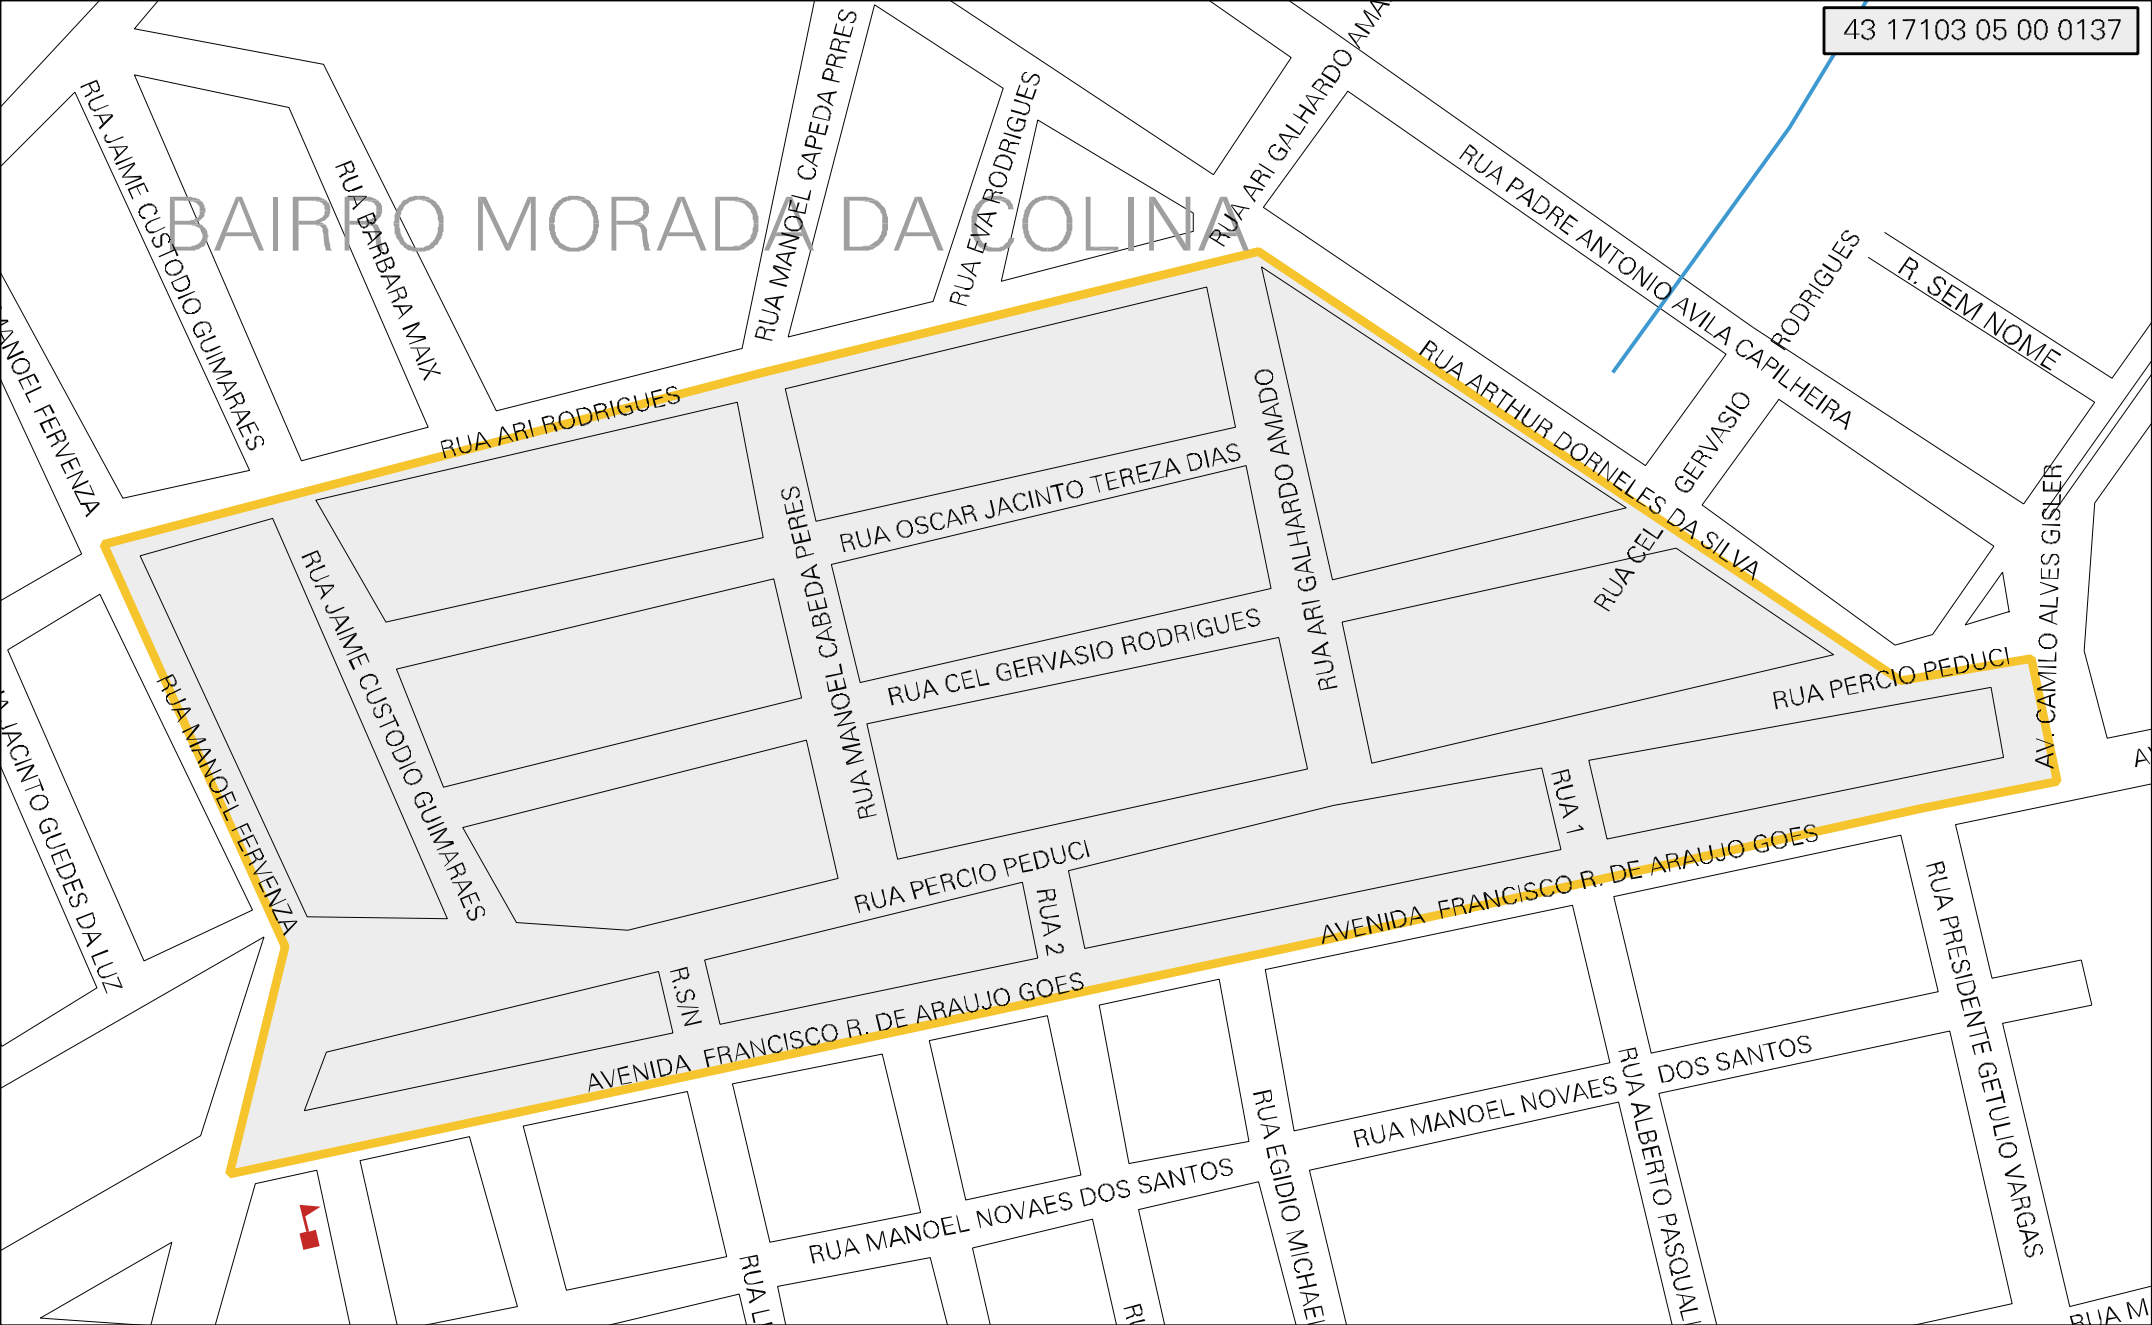 43 17103 05 00 0137
BAIRRO MORADA DA COLINA
RUA JAIME CUSTODIO GUIMARAES
RUA BARBARA MAIX
RUA MANOEL CAPEDA PRRES
RUA EVA RODRIGUES
RUA ARI GALHARDO AMA
RUA PADRE ANTONIO AVILA CAPILHEIRA
R. SEM NOME
RUA CEL GERVASIO RODRIGUES
RUA ARTHUR DORNELES DA SILVA
AV. CAMILO ALVES GISLER
MANOEL FERVENZA
RUA ARI RODRIGUES
RUA OSCAR JACINTO TEREZA DIAS
RUA ARI GALHARDO AMADO
RUA MANOEL CABEDA PERES
RUA JAIME CUSTODIO GUIMARAES
RUA CEL GERVASIO RODRIGUES
RUA MANOEL FERVENZA
JACINTO GUEDES DA LUZ
RUA PERCIO PEDUCI
RUA PERCIO PEDUCI
RUA 1
RUA 2
R.S/N
AVENIDA FRANCISCO R. DE ARAUJO GOES
AVENIDA FRANCISCO R. DE ARAUJO GOES
RUA PRESIDENTE GETULIO VARGAS
RUA MANOEL NOVAES DOS SANTOS
RUA MANOEL NOVAES DOS SANTOS
RUA ALBERTO PASQUALI
RUA EGIDIO MICHAE
RUA L
RU
RUA M